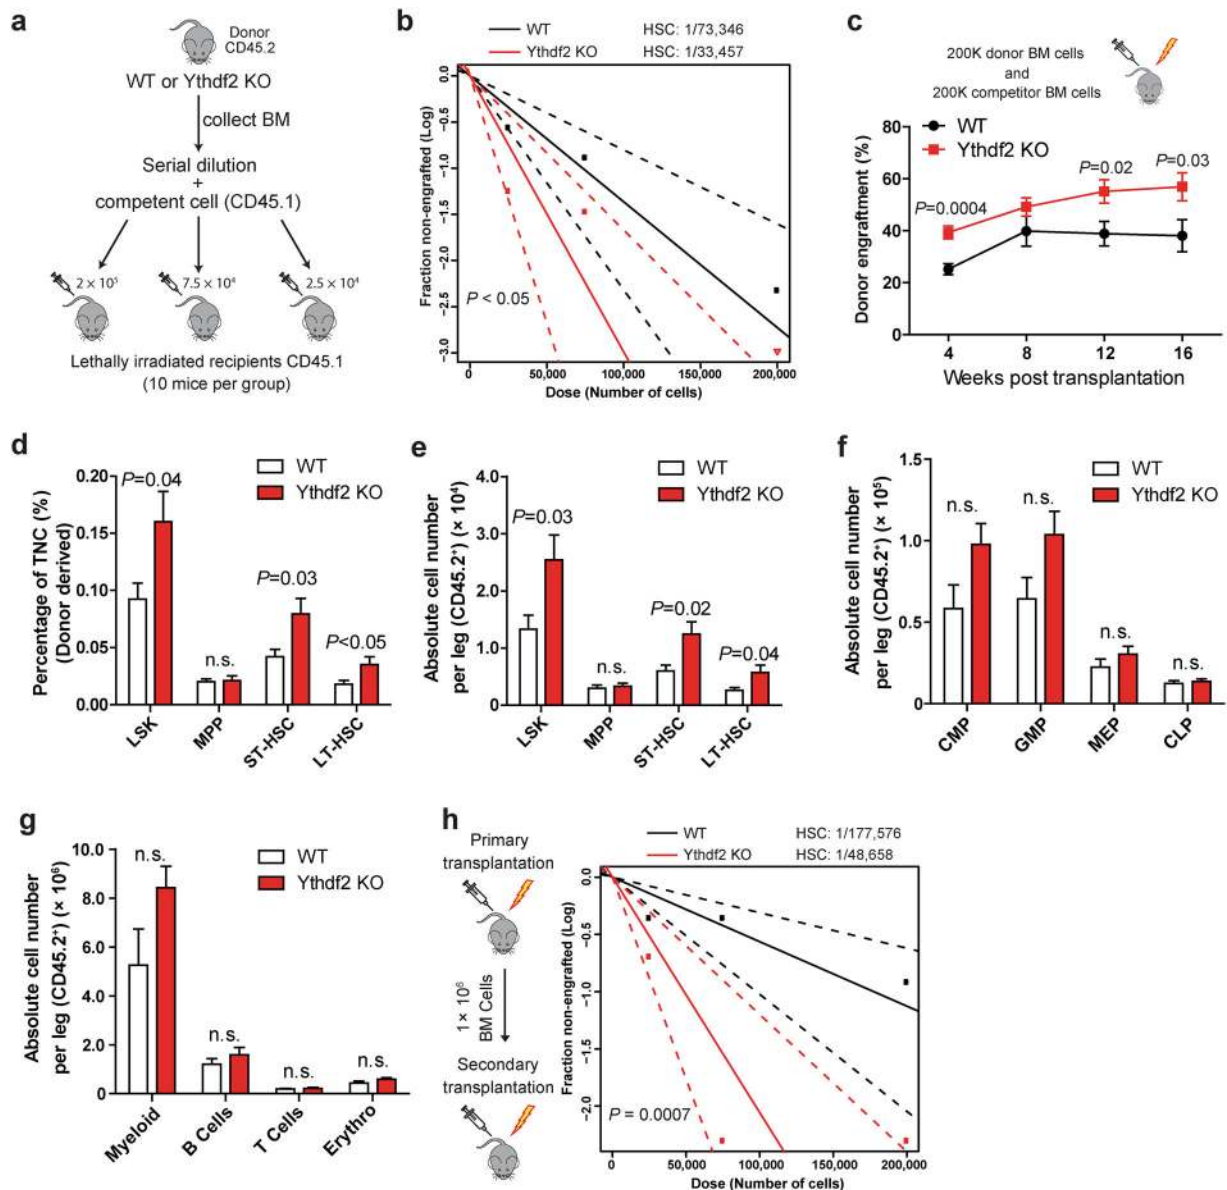 a
Donor
CD45.2
WT or Ythdf2 KO
collect BM
Serial dilution
+
competent cell (CD45.1)
2 × 10⁵
7.5 × 10⁴
2.5 × 10⁴
Lethally irradiated recipients CD45.1
(10 mice per group)
b
WT HSC: 1/73,346
Ythdf2 KO HSC: 1/33,457
Fraction non-engrafted (Log)
0.0
−0.5
−1.0
−1.5
−2.0
−2.5
−3.0
P < 0.05
0 50,000 100,000 150,000 200,000
Dose (Number of cells)
c
200K donor BM cells
and
200K competitor BM cells
WT
Ythdf2 KO
Donor engraftment (%)
80
60
40
20
0
P=0.0004
P=0.02
P=0.03
4 8 12 16
Weeks post transplantation
d
WT
Ythdf2 KO
Percentage of TNC (%)
(Donor derived)
0.20
0.15
0.10
0.05
0.00
P=0.04
n.s.
P=0.03
P<0.05
LSK MPP ST-HSC LT-HSC
e
WT
Ythdf2 KO
Absolute cell number
per leg (CD45.2⁺) (× 10⁴)
4.0
3.0
2.0
1.0
0.0
P=0.03
n.s.
P=0.02
P=0.04
LSK MPP ST-HSC LT-HSC
f
WT
Ythdf2 KO
Absolute cell number
per leg (CD45.2⁺) (× 10⁵)
1.5
1.0
0.5
0.0
n.s.
n.s.
n.s.
n.s.
CMP GMP MEP CLP
g
WT
Ythdf2 KO
Absolute cell number
per leg (CD45.2⁺) (× 10⁶)
10.0
8.0
6.0
4.0
2.0
0
n.s.
n.s.
n.s.
n.s.
Myeloid B Cells T Cells Erythro
h
Primary
transplantation
1 × 10⁶
BM Cells
Secondary
transplantation
WT HSC: 1/177,576
Ythdf2 KO HSC: 1/48,658
Fraction non-engrafted (Log)
0.0
−0.5
−1.0
−1.5
−2.0
P = 0.0007
0 50,000 100,000 150,000 200,000
Dose (Number of cells)